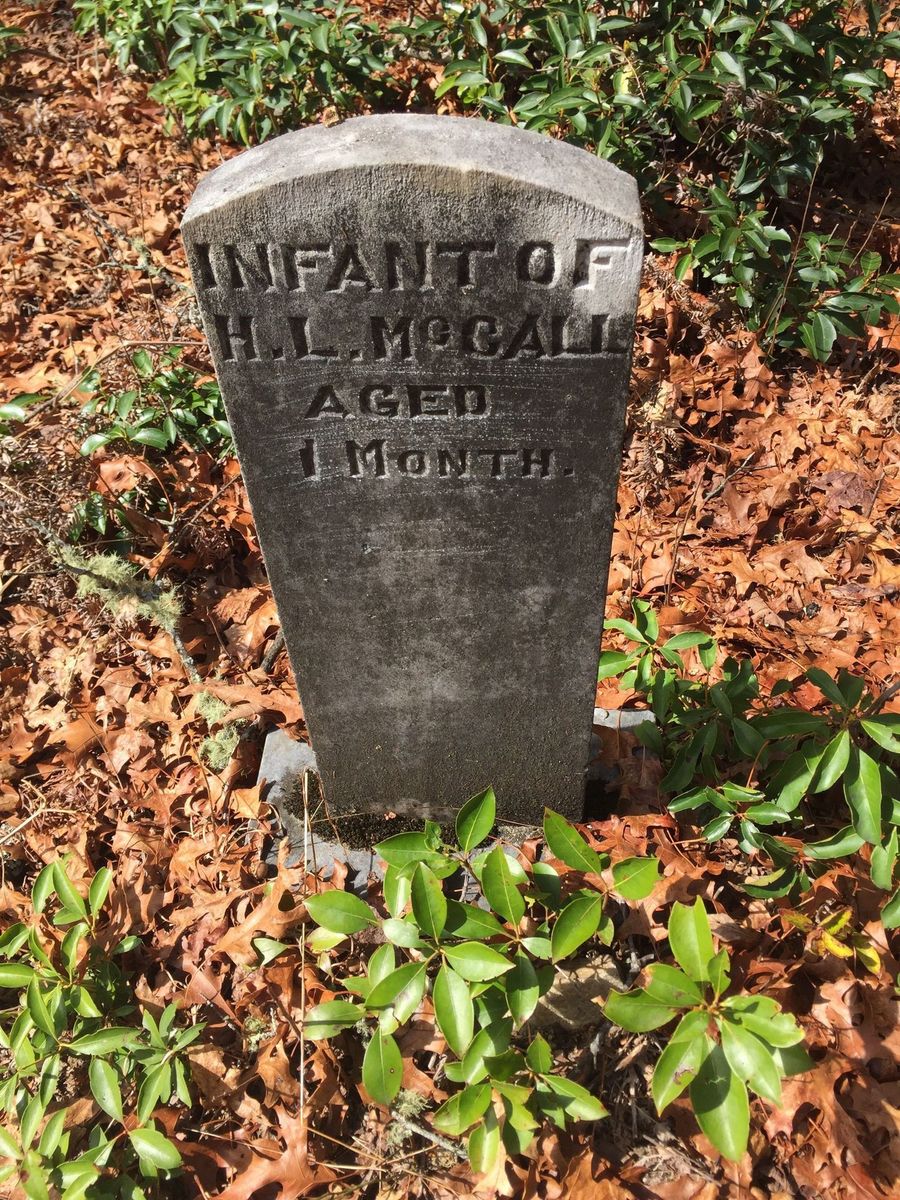 INFANT OF
H.L. McCALL
AGED
1 MONTH.